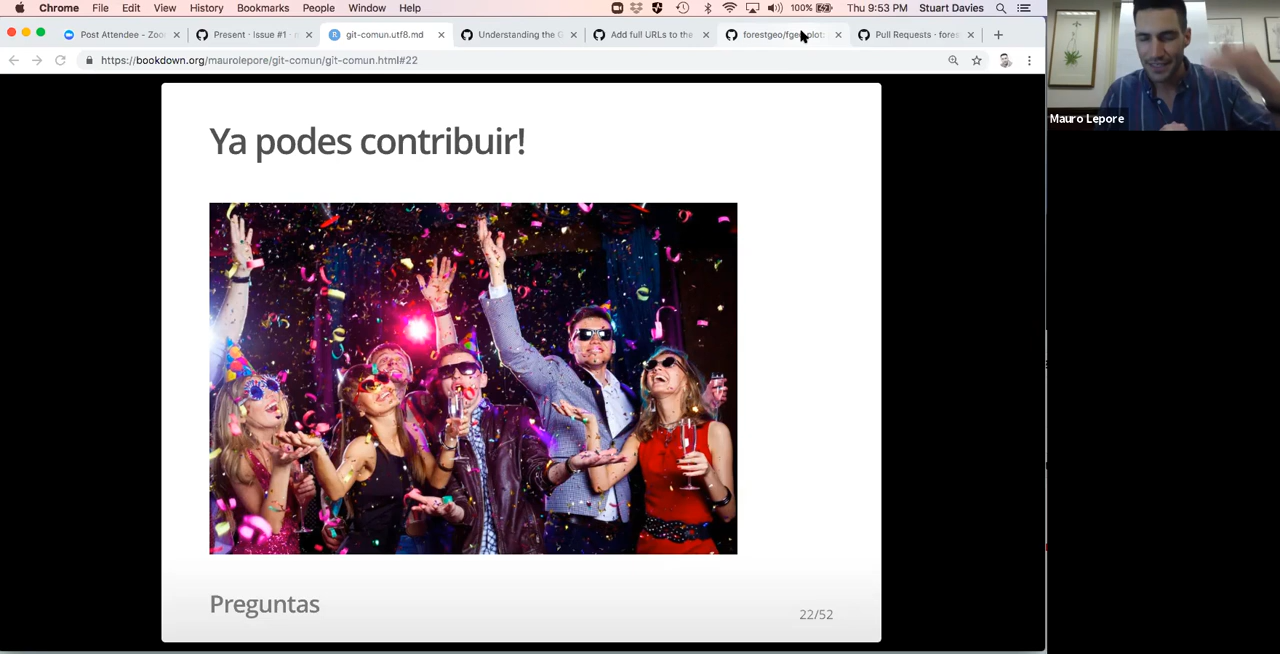 Chrome File Edit View History Bookmarks People Window Help 100% Thu 9:53 PM Stuart Davies
Post Attendee - Zoo
Present · Issue #1 ·
git-comun.utf8.md
Understanding the G
Add full URLs to the
forestgeo/fgeo.plot:
Pull Requests · fores
https://bookdown.org/maurolepore/git-comun/git-comun.html#22
Mauro Lepore
Ya podes contribuir!
Preguntas
22/52